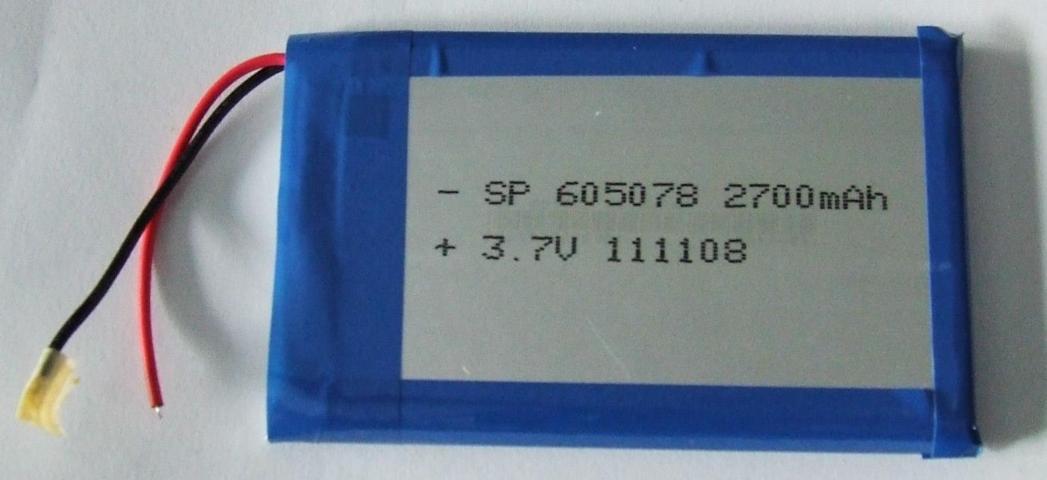 - SP 605078 2700mAh
+ 3.7V 111108